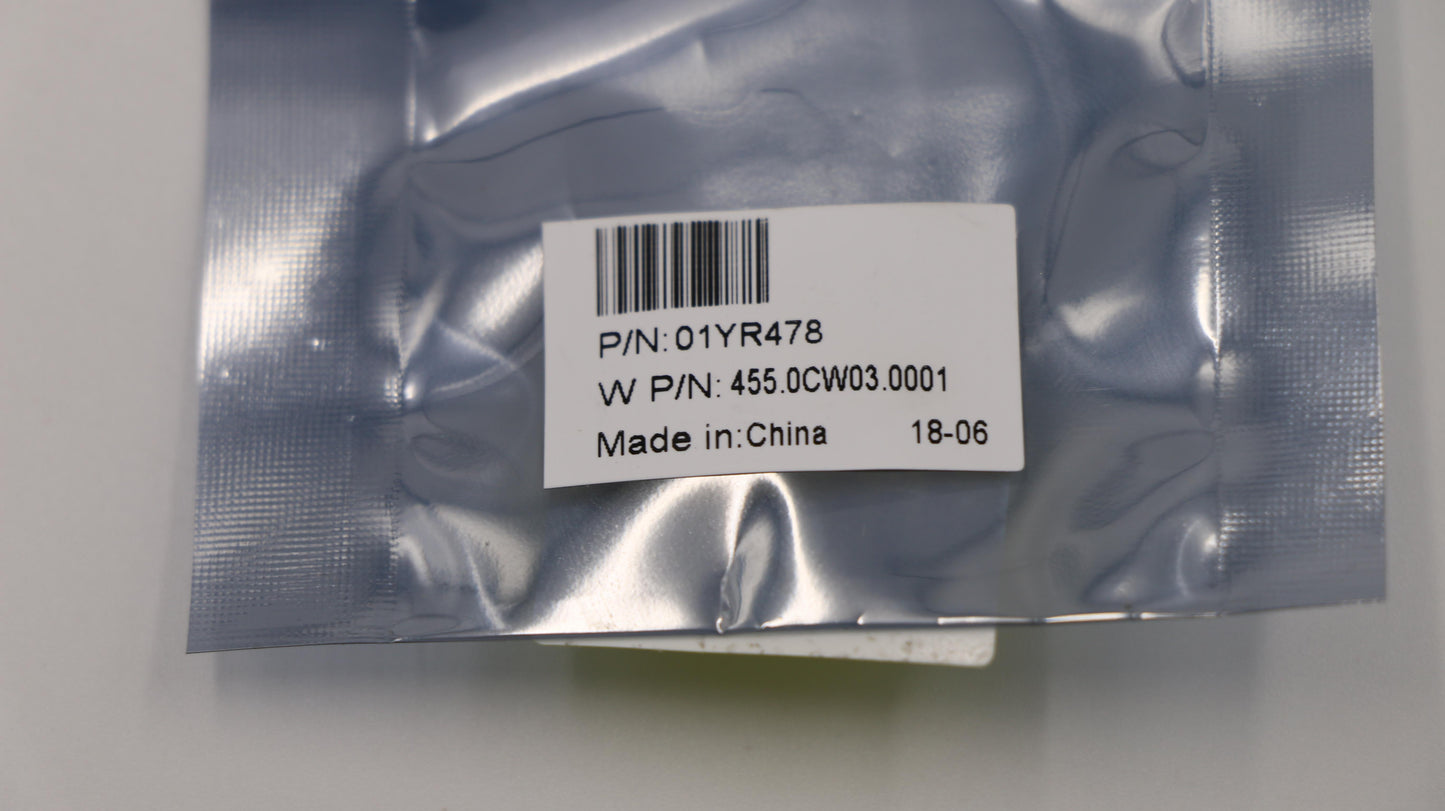 P/N:01YR478
W P/N: 455.0CW03.0001
Made in:China 18-06